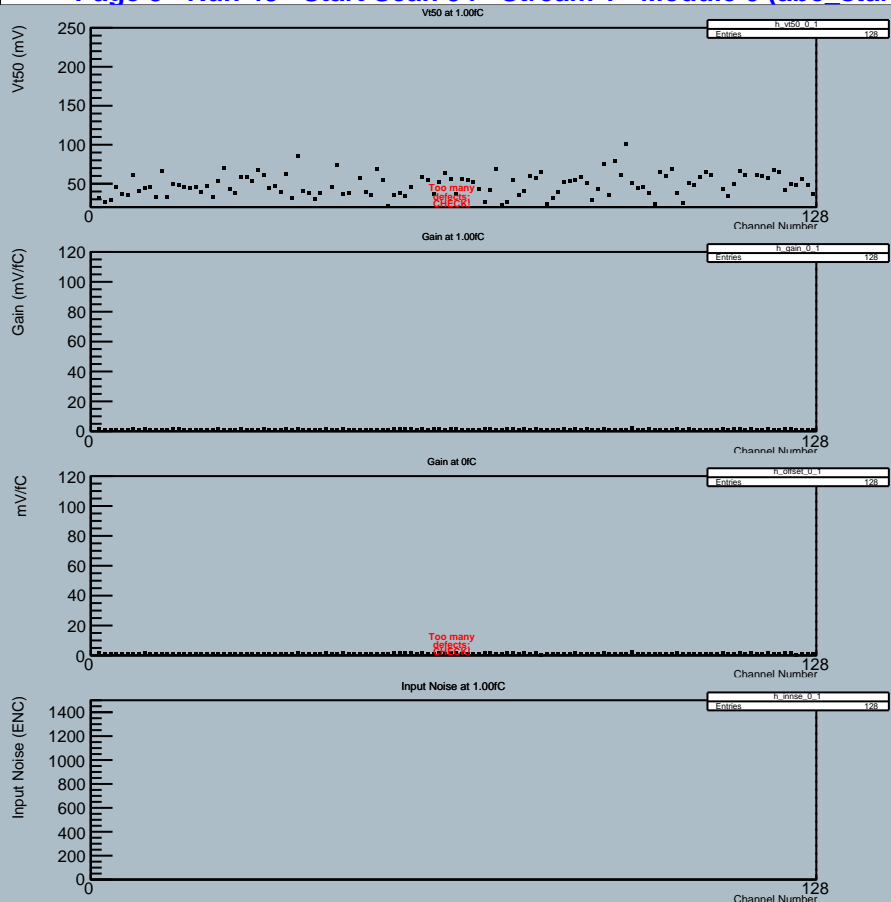 Vt50 at 1.00fC
h_vt50_0_1
Entries 128
Vt50 (mV)
250
200
150
100
50
Too many
defects;
CHECK!
0
128
Channel Number
Gain at 1.00fC
h_gain_0_1
Entries 128
Gain (mV/fC)
120
100
80
60
40
20
0
0
128
Channel Number
Gain at 0fC
h_offset_0_1
Entries 128
mV/fC
120
100
80
60
40
20
0
Too many
defects;
CHECK!
0
128
Channel Number
Input Noise at 1.00fC
h_innse_0_1
Entries 128
Input Noise (ENC)
1400
1200
1000
800
600
400
200
0
0
128
Channel Number